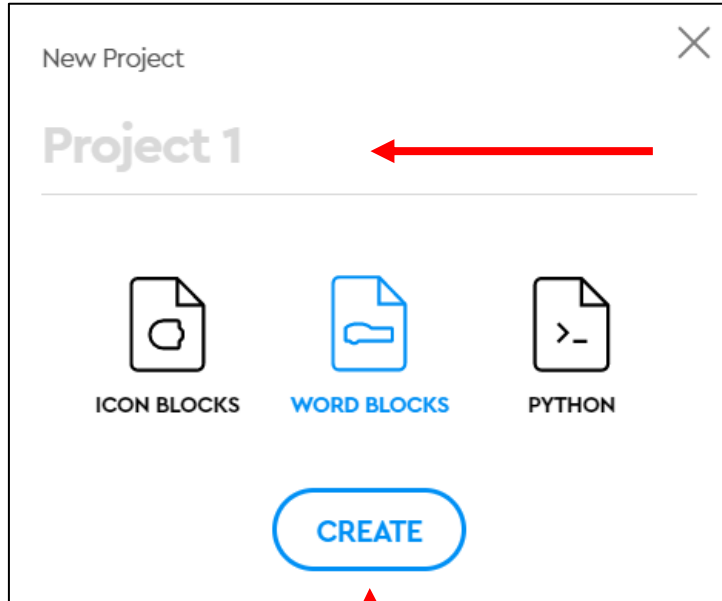 New Project
Project 1
>_
ICON BLOCKS WORD BLOCKS PYTHON
CREATE